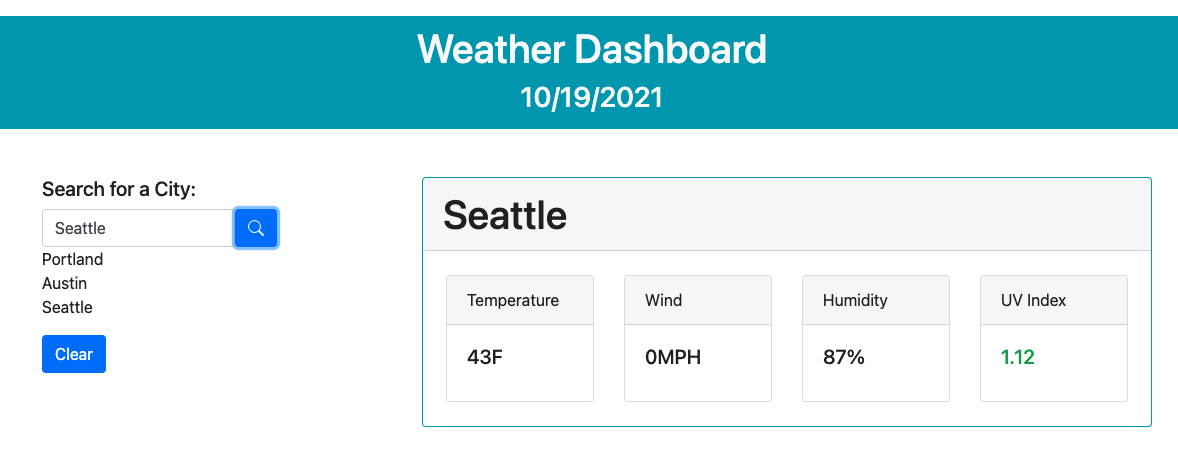 Weather Dashboard
10/19/2021
Search for a City:
Seattle
Portland
Austin
Seattle
Clear
Seattle
Temperature
43F
Wind
0MPH
Humidity
87%
UV Index
1.12